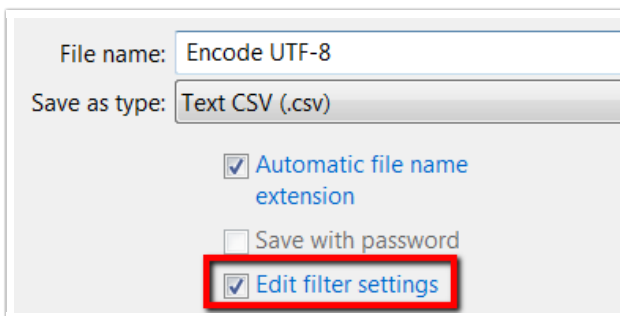 File name: Encode UTF-8
Save as type: Text CSV (.csv)
Automatic file name
extension
Save with password
Edit filter settings